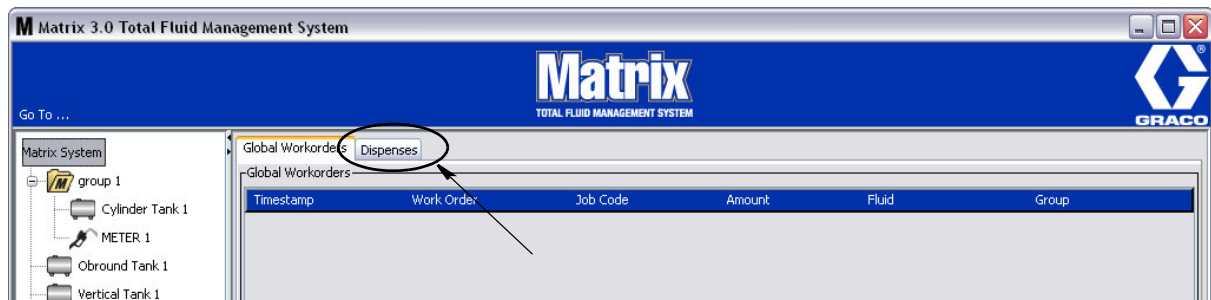 Matrix 3.0 Total Fluid Management System
Matrix
TOTAL FLUID MANAGEMENT SYSTEM
®
GRACO
Go To ...
Matrix System
group 1
Cylinder Tank 1
METER 1
Obround Tank 1
Vertical Tank 1
Global Workorders Dispenses
Global Workorders
Timestamp Work Order Job Code Amount Fluid Group